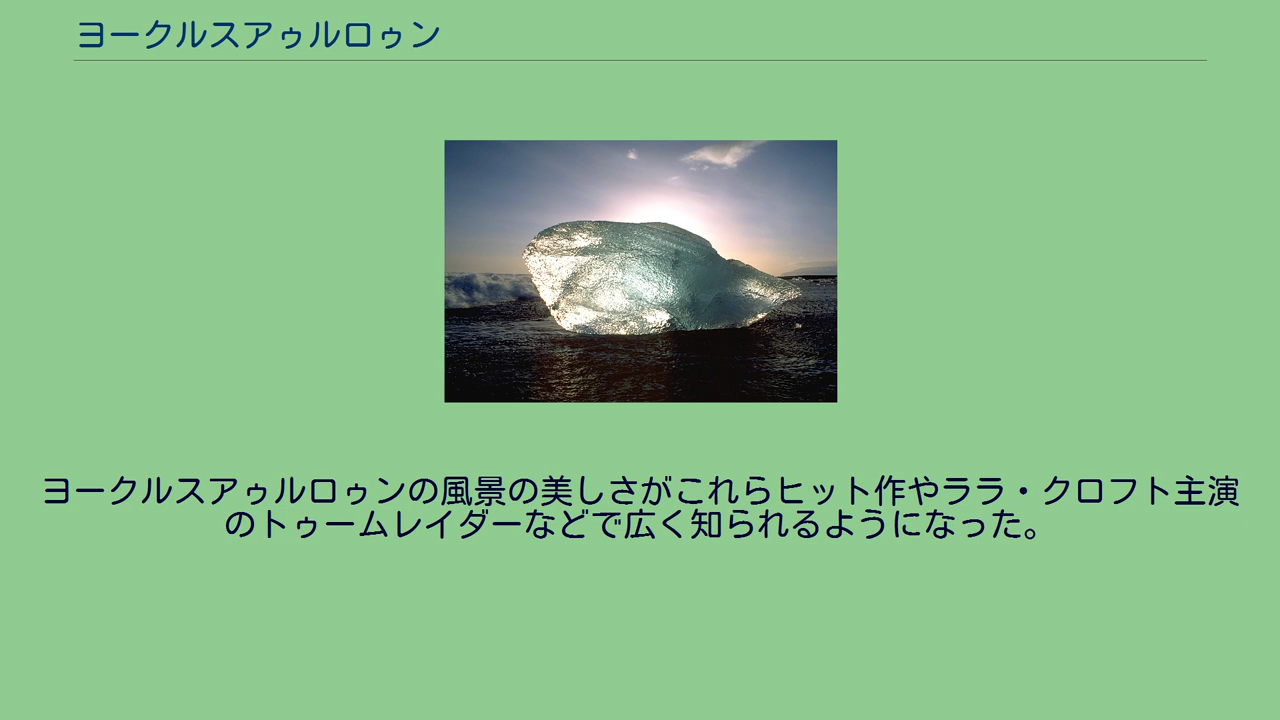 ヨークルスアゥルロゥン
ヨークルスアゥルロゥンの風景の美しさがこれらヒット作やララ・クロフト主演
のトゥームレイダーなどで広く知られるようになった。